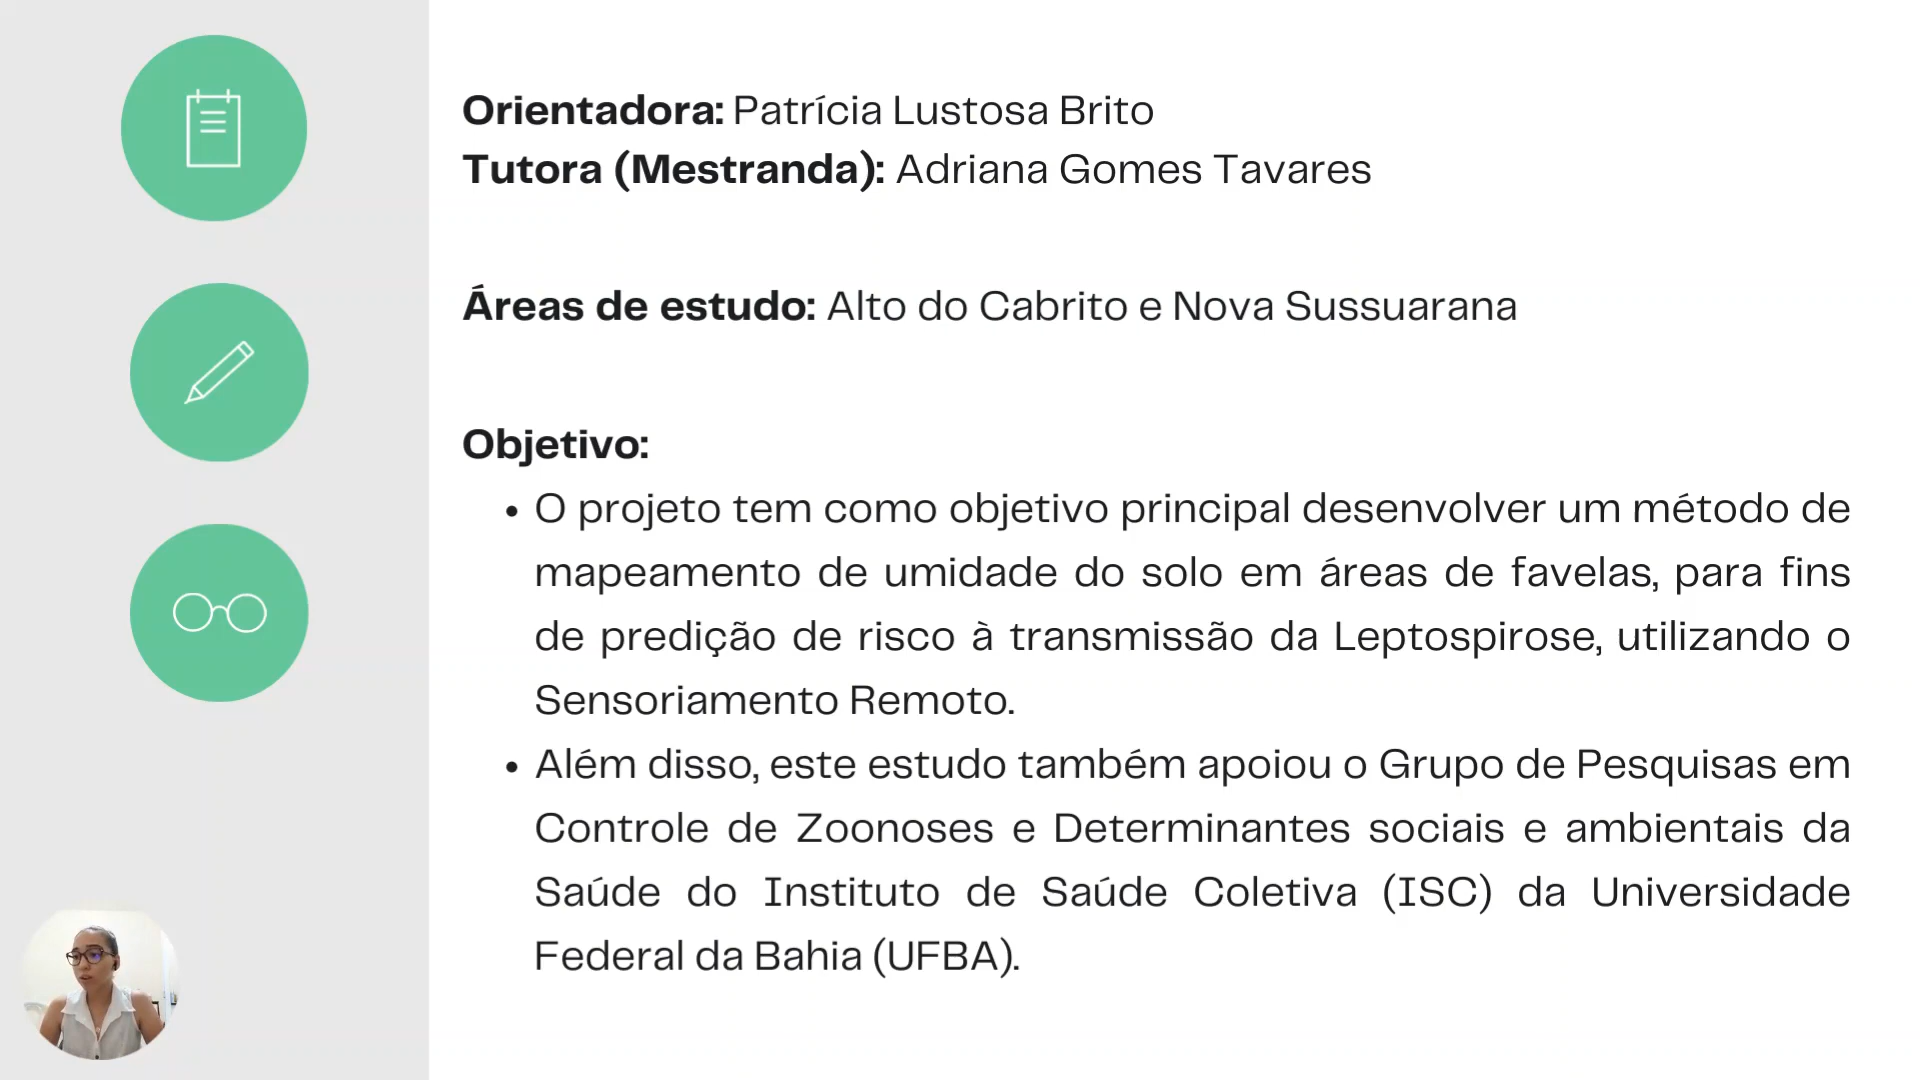 Orientadora: Patrícia Lustosa Brito
Tutora (Mestranda): Adriana Gomes Tavares
Áreas de estudo: Alto do Cabrito e Nova Sussuarana
Objetivo:
• O projeto tem como objetivo principal desenvolver um método de
mapeamento de umidade do solo em áreas de favelas, para fins
de predição de risco à transmissão da Leptospirose, utilizando o
Sensoriamento Remoto.
• Além disso, este estudo também apoiou o Grupo de Pesquisas em
Controle de Zoonoses e Determinantes sociais e ambientais da
Saúde do Instituto de Saúde Coletiva (ISC) da Universidade
Federal da Bahia (UFBA).